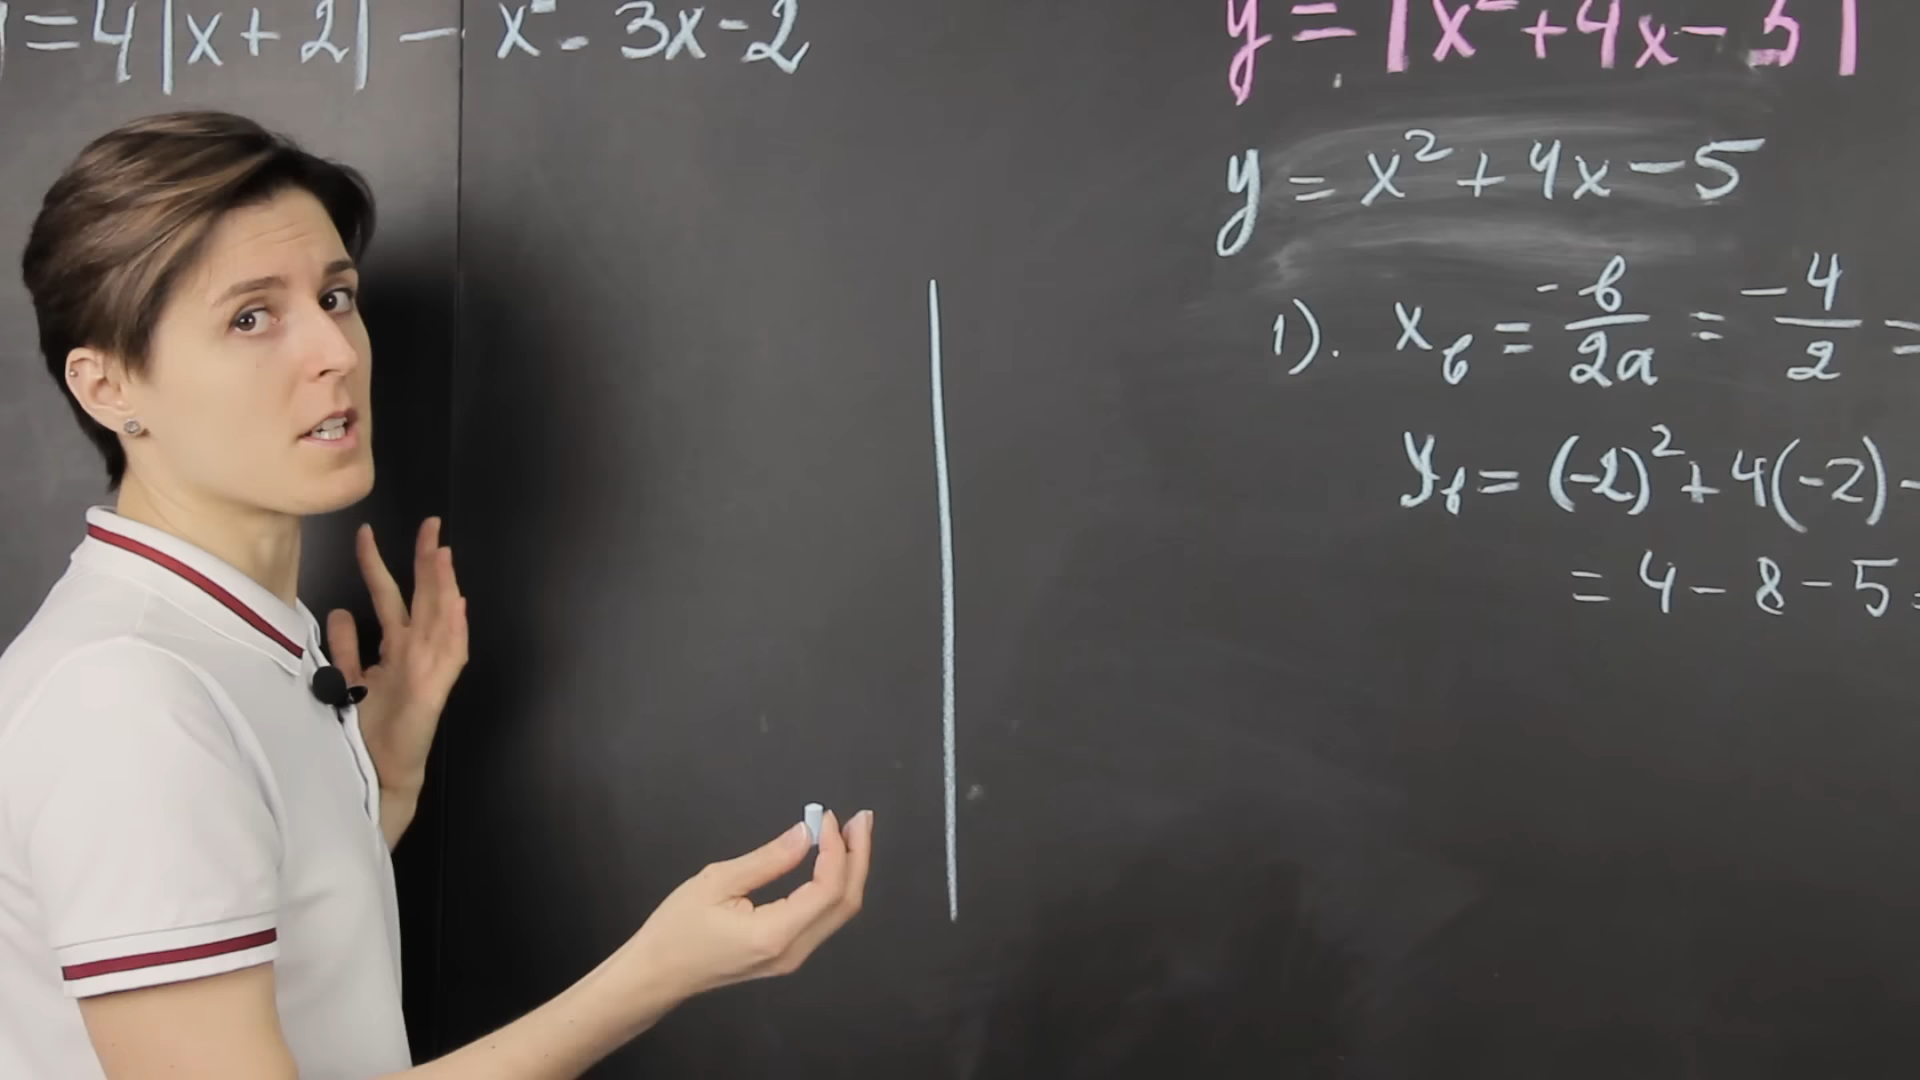 y=4|x+2| - x²-3x-2
y=|x²+4x-5|
y=x²+4x-5
1). xв = -b/2a = -4/2 =
yв = (-2)²+4(-2)-
= 4-8-5=